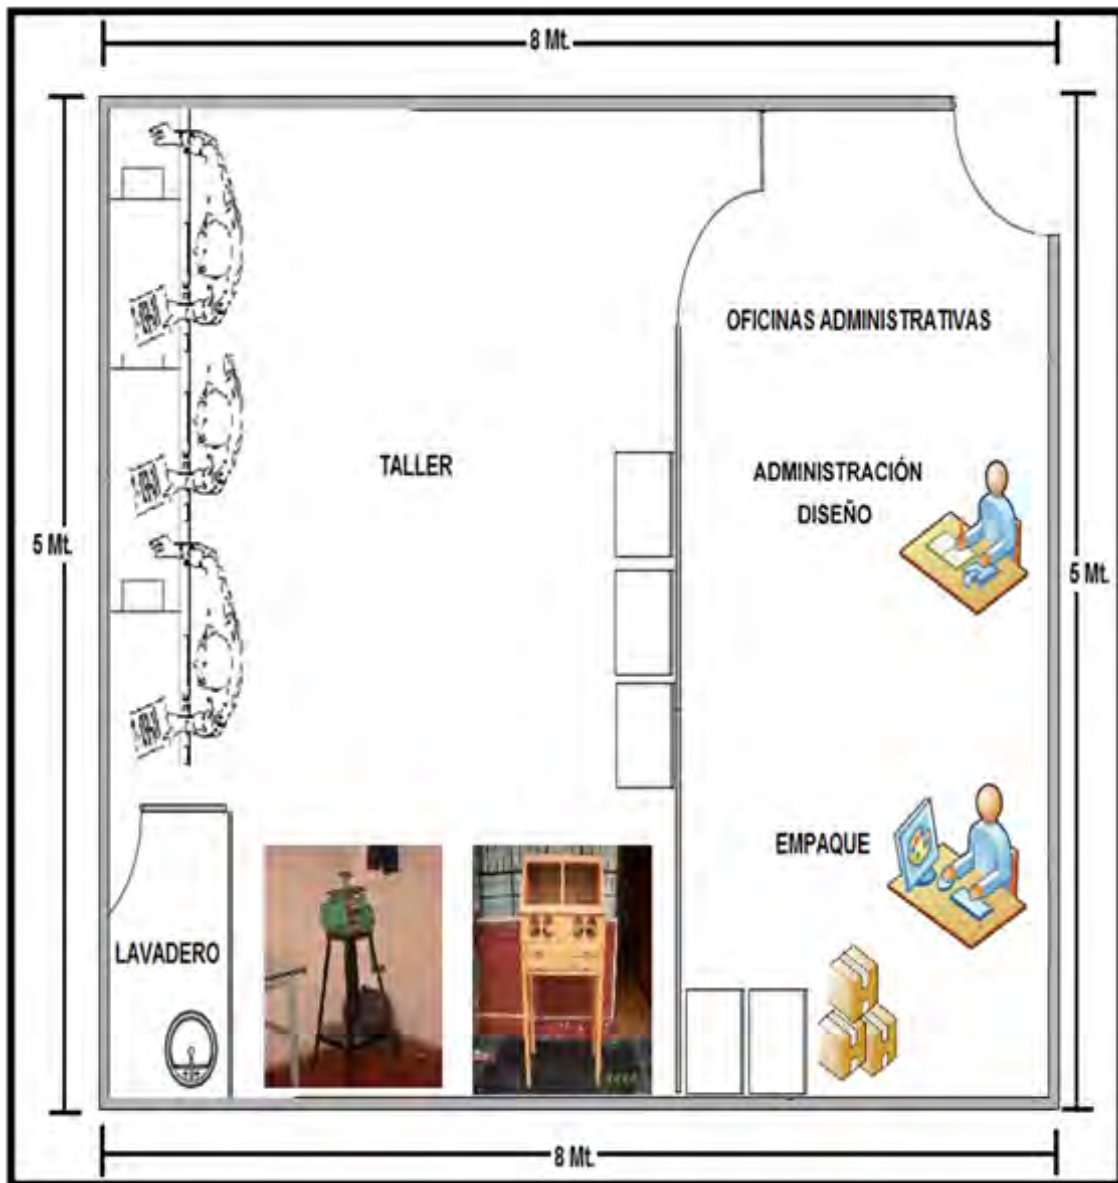 8 Mt.
OFICINAS ADMINISTRATIVAS
TALLER
ADMINISTRACIÓN
DISEÑO
5 Mt.
5 Mt.
EMPAQUE
LAVADERO
8 Mt.